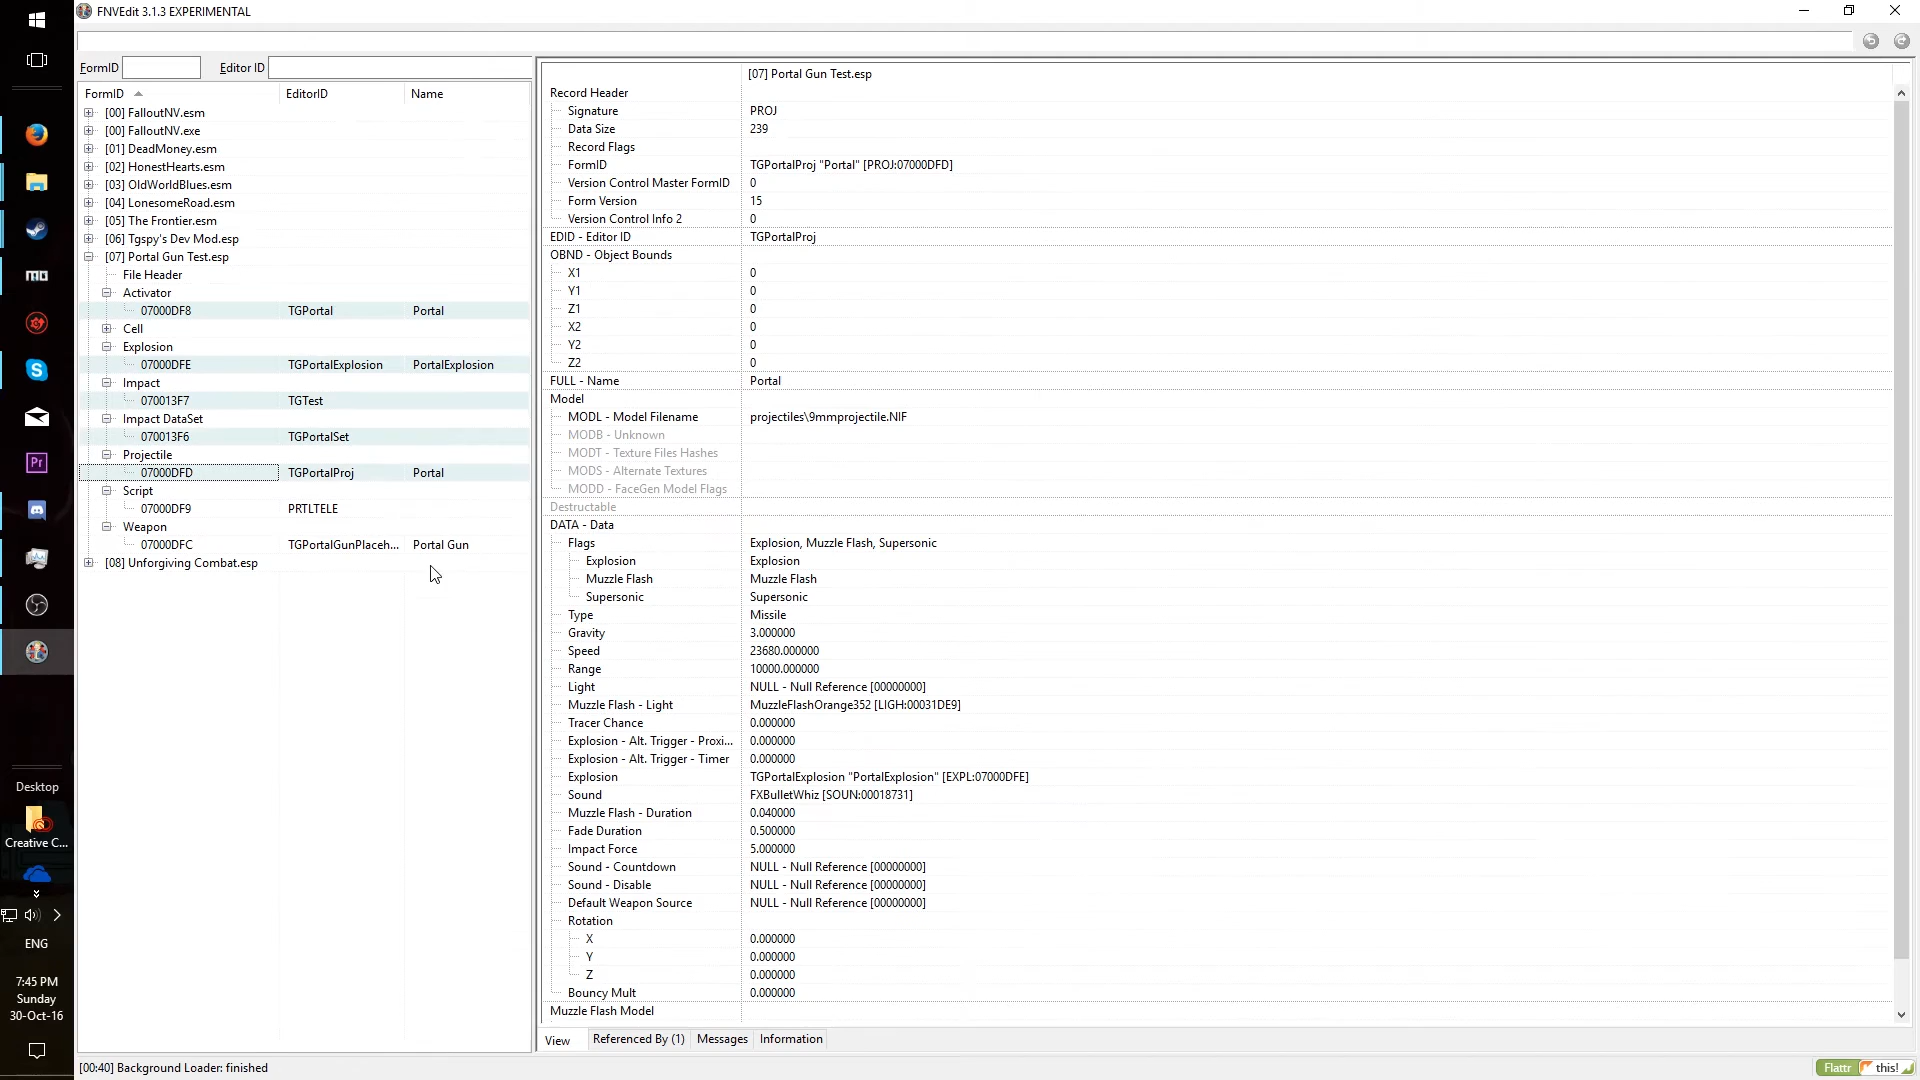 FNVEdit 3.1.3 EXPERIMENTAL
FormID Editor ID
FormID EditorID Name
[00] FalloutNV.esm
[00] FalloutNV.exe
[01] DeadMoney.esm
[02] HonestHearts.esm
[03] OldWorldBlues.esm
[04] LonesomeRoad.esm
[05] The Frontier.esm
[06] Tgspy's Dev Mod.esp
[07] Portal Gun Test.esp
File Header
Activator
07000DF8 TGPortal Portal
Cell
Explosion
07000DFE TGPortalExplosion PortalExplosion
Impact
070013F7 TGTest
Impact DataSet
070013F6 TGPortalSet
Projectile
07000DFD TGPortalProj Portal
Script
07000DF9 PRTLTELE
Weapon
07000DFC TGPortalGunPlaceh... Portal Gun
[08] Unforgiving Combat.esp
[07] Portal Gun Test.esp
Record Header
Signature PROJ
Data Size 239
Record Flags
FormID TGPortalProj "Portal" [PROJ:07000DFD]
Version Control Master FormID 0
Form Version 15
Version Control Info 2 0
EDID - Editor ID TGPortalProj
OBND - Object Bounds
X1 0
Y1 0
Z1 0
X2 0
Y2 0
Z2 0
FULL - Name Portal
Model
MODL - Model Filename projectiles\9mmprojectile.NIF
MODB - Unknown
MODT - Texture Files Hashes
MODS - Alternate Textures
MODD - FaceGen Model Flags
Destructable
DATA - Data
Flags Explosion, Muzzle Flash, Supersonic
Explosion Explosion
Muzzle Flash Muzzle Flash
Supersonic Supersonic
Type Missile
Gravity 3.000000
Speed 23680.000000
Range 10000.000000
Light NULL - Null Reference [00000000]
Muzzle Flash - Light MuzzleFlashOrange352 [LIGH:00031DE9]
Tracer Chance 0.000000
Explosion - Alt. Trigger - Proxi... 0.000000
Explosion - Alt. Trigger - Timer 0.000000
Explosion TGPortalExplosion "PortalExplosion" [EXPL:07000DFE]
Sound FXBulletWhiz [SOUN:00018731]
Muzzle Flash - Duration 0.040000
Fade Duration 0.500000
Impact Force 5.000000
Sound - Countdown NULL - Null Reference [00000000]
Sound - Disable NULL - Null Reference [00000000]
Default Weapon Source NULL - Null Reference [00000000]
Rotation
X 0.000000
Y 0.000000
Z 0.000000
Bouncy Mult 0.000000
Muzzle Flash Model
View Referenced By (1) Messages Information
[00:40] Background Loader: finished
Flattr this!
MO
Pr
Desktop
Creative C...
ENG
7:45 PM
Sunday
30-Oct-16